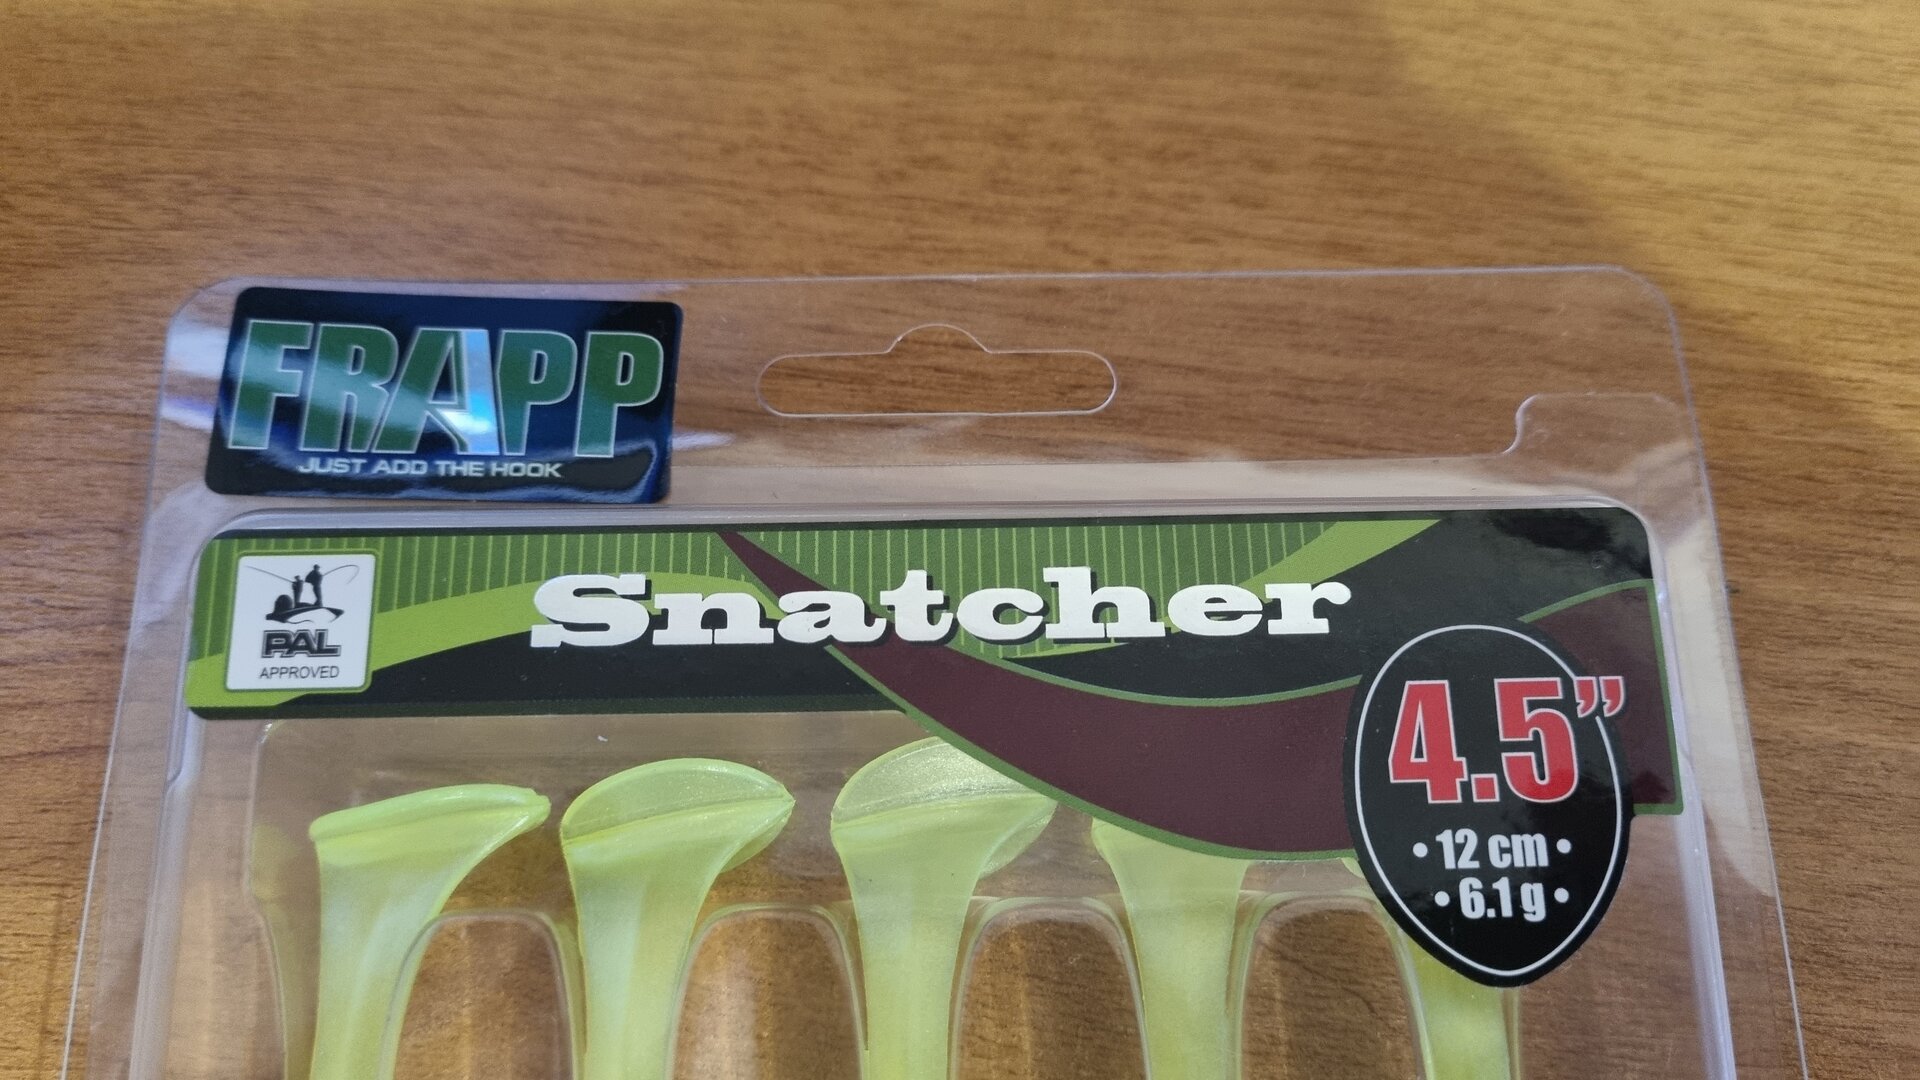 FRAPP
JUST ADD THE HOOK
PAL
APPROVED
Snatcher
4.5”
• 12 cm •
• 6.1 g •